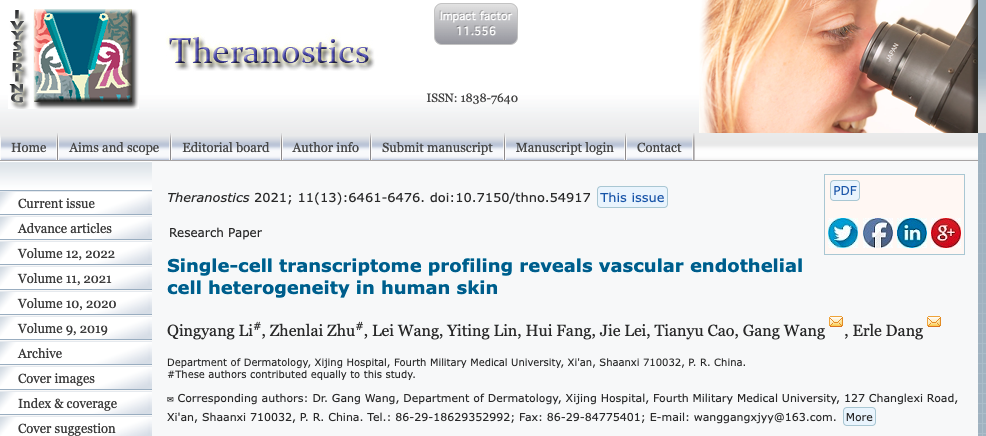 IVYSPRING
Theranostics
Impact factor
11.556
ISSN: 1838-7640
JAPAN
Home
Aims and scope
Editorial board
Author info
Submit manuscript
Manuscript login
Contact
Current issue
Advance articles
Volume 12, 2022
Volume 11, 2021
Volume 10, 2020
Volume 9, 2019
Archive
Cover images
Index & coverage
Cover suggestion
Theranostics 2021; 11(13):6461-6476. doi:10.7150/thno.54917 This issue
PDF
Research Paper
Single-cell transcriptome profiling reveals vascular endothelial
cell heterogeneity in human skin
Qingyang Li#, Zhenlai Zhu#, Lei Wang, Yiting Lin, Hui Fang, Jie Lei, Tianyu Cao, Gang Wang ✉, Erle Dang ✉
Department of Dermatology, Xijing Hospital, Fourth Military Medical University, Xi'an, Shaanxi 710032, P. R. China.
#These authors contributed equally to this study.
✉ Corresponding authors: Dr. Gang Wang, Department of Dermatology, Xijing Hospital, Fourth Military Medical University, 127 Changlexi Road,
Xi'an, Shaanxi 710032, P. R. China. Tel.: 86-29-18629352992; Fax: 86-29-84775401; E-mail: wanggangxjyy@163.com. More